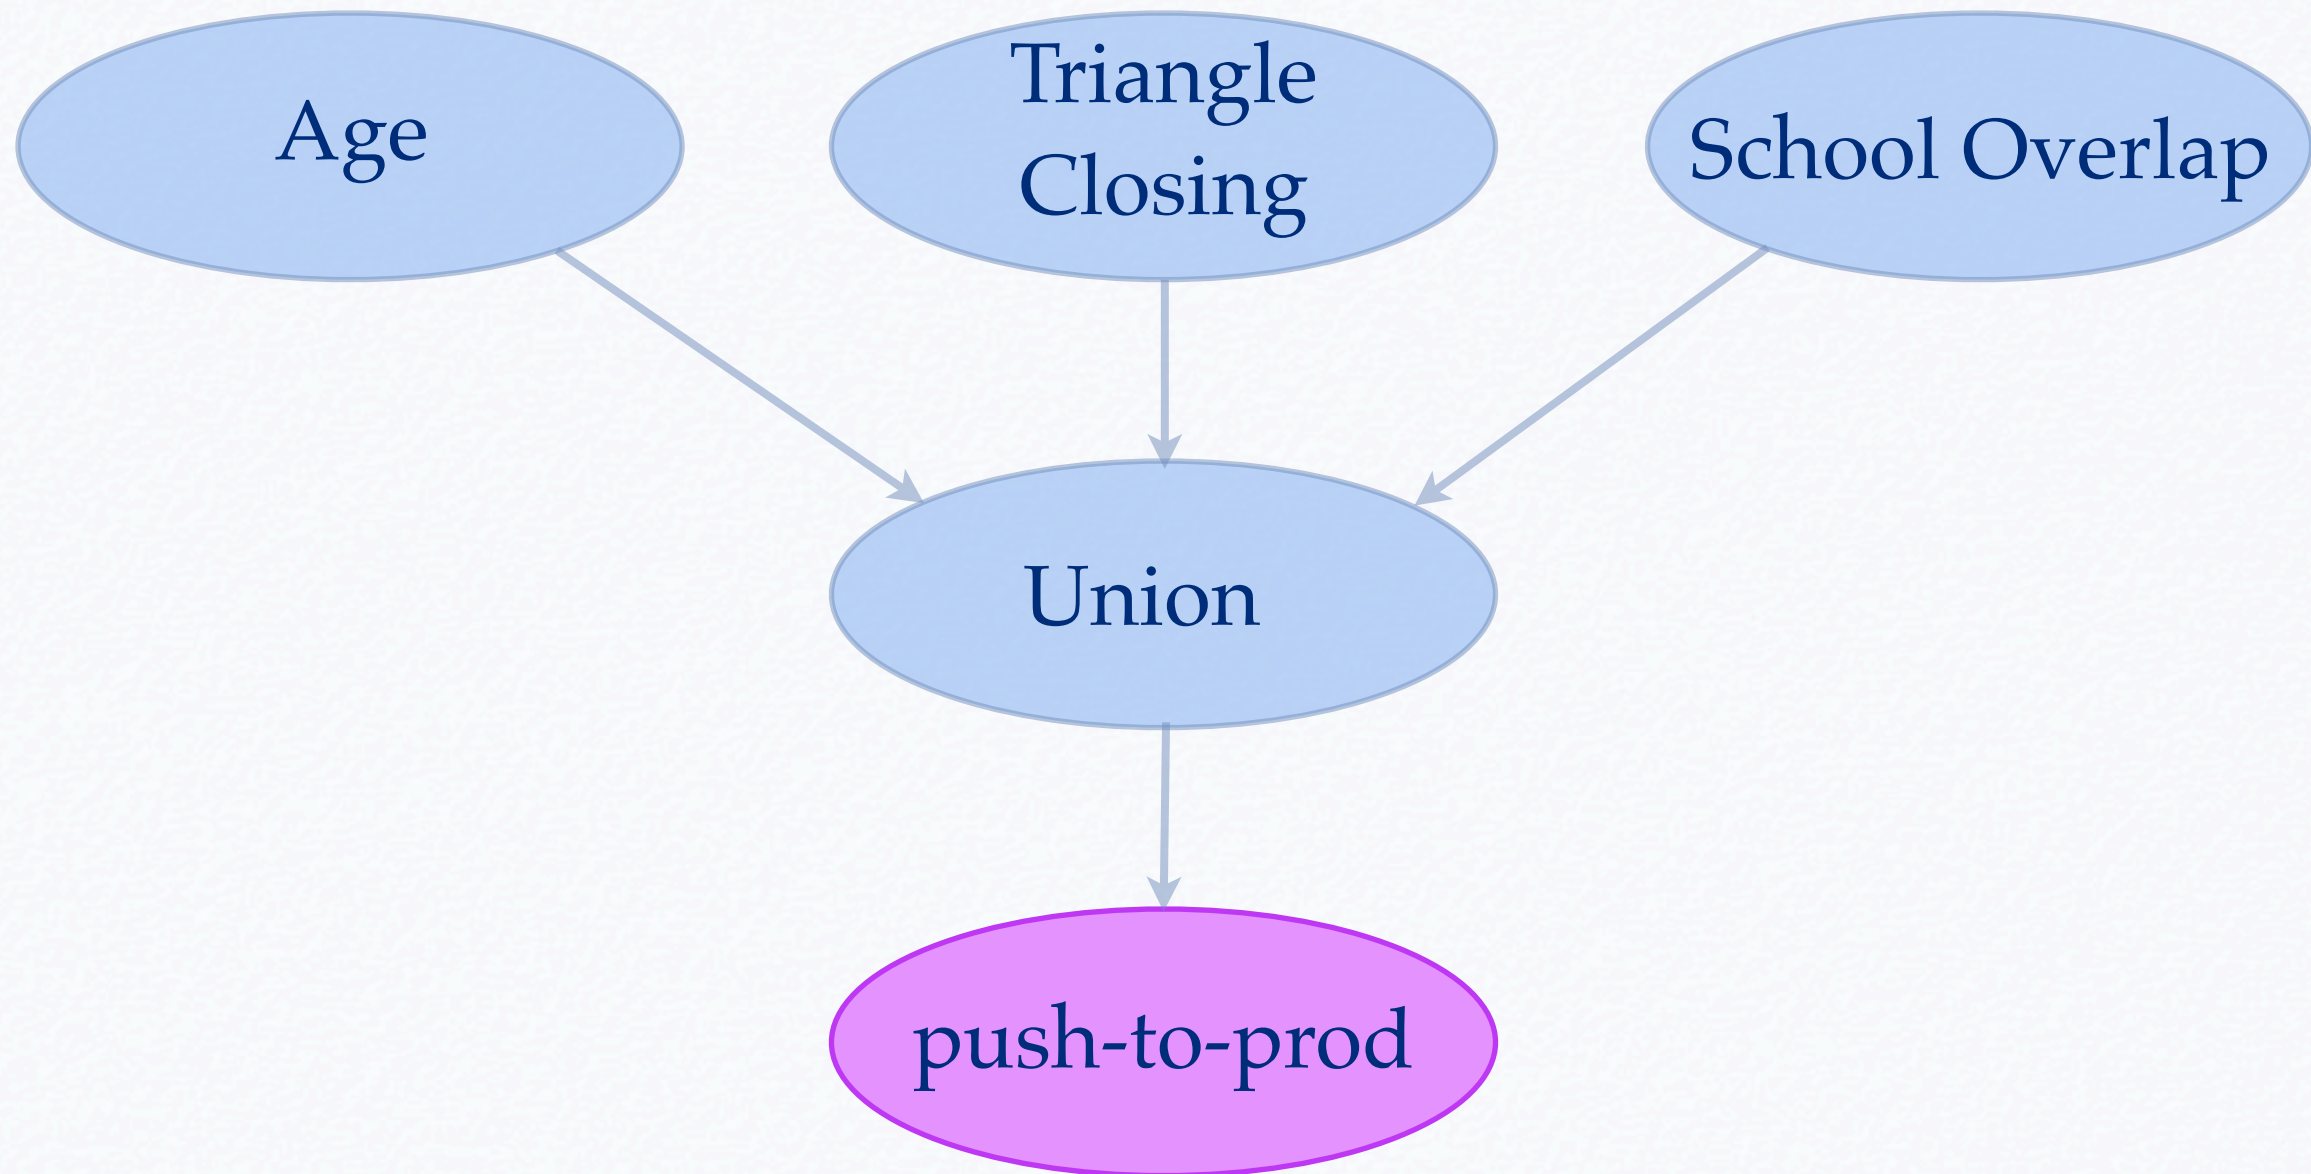 Age
Triangle
Closing
School Overlap
Union
push-to-prod